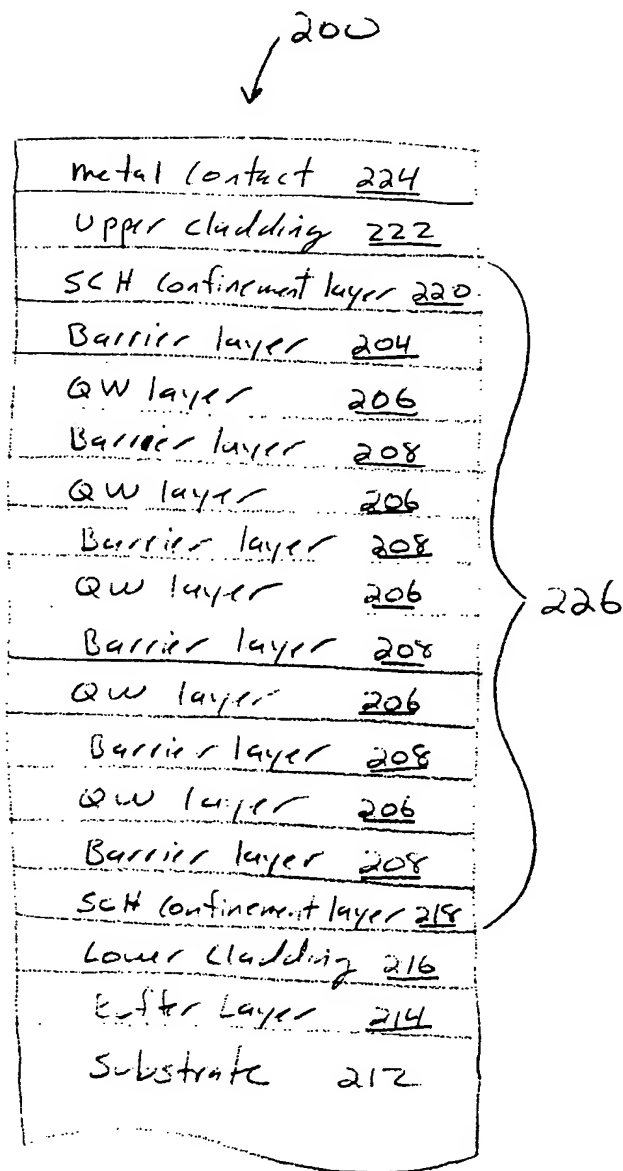 200
metal contact 224
Upper cladding 222
SCH Confinement layer 220
Barrier layer 204
QW layer 206
Barrier layer 208
QW layer 206
Barrier layer 208
QW layer 206
Barrier layer 208
226
QW layer 206
Barrier layer 208
QW layer 206
Barrier layer 208
SCH Confinement layer 218
Lower Cladding 216
Buffer Layer 214
Substrate 212